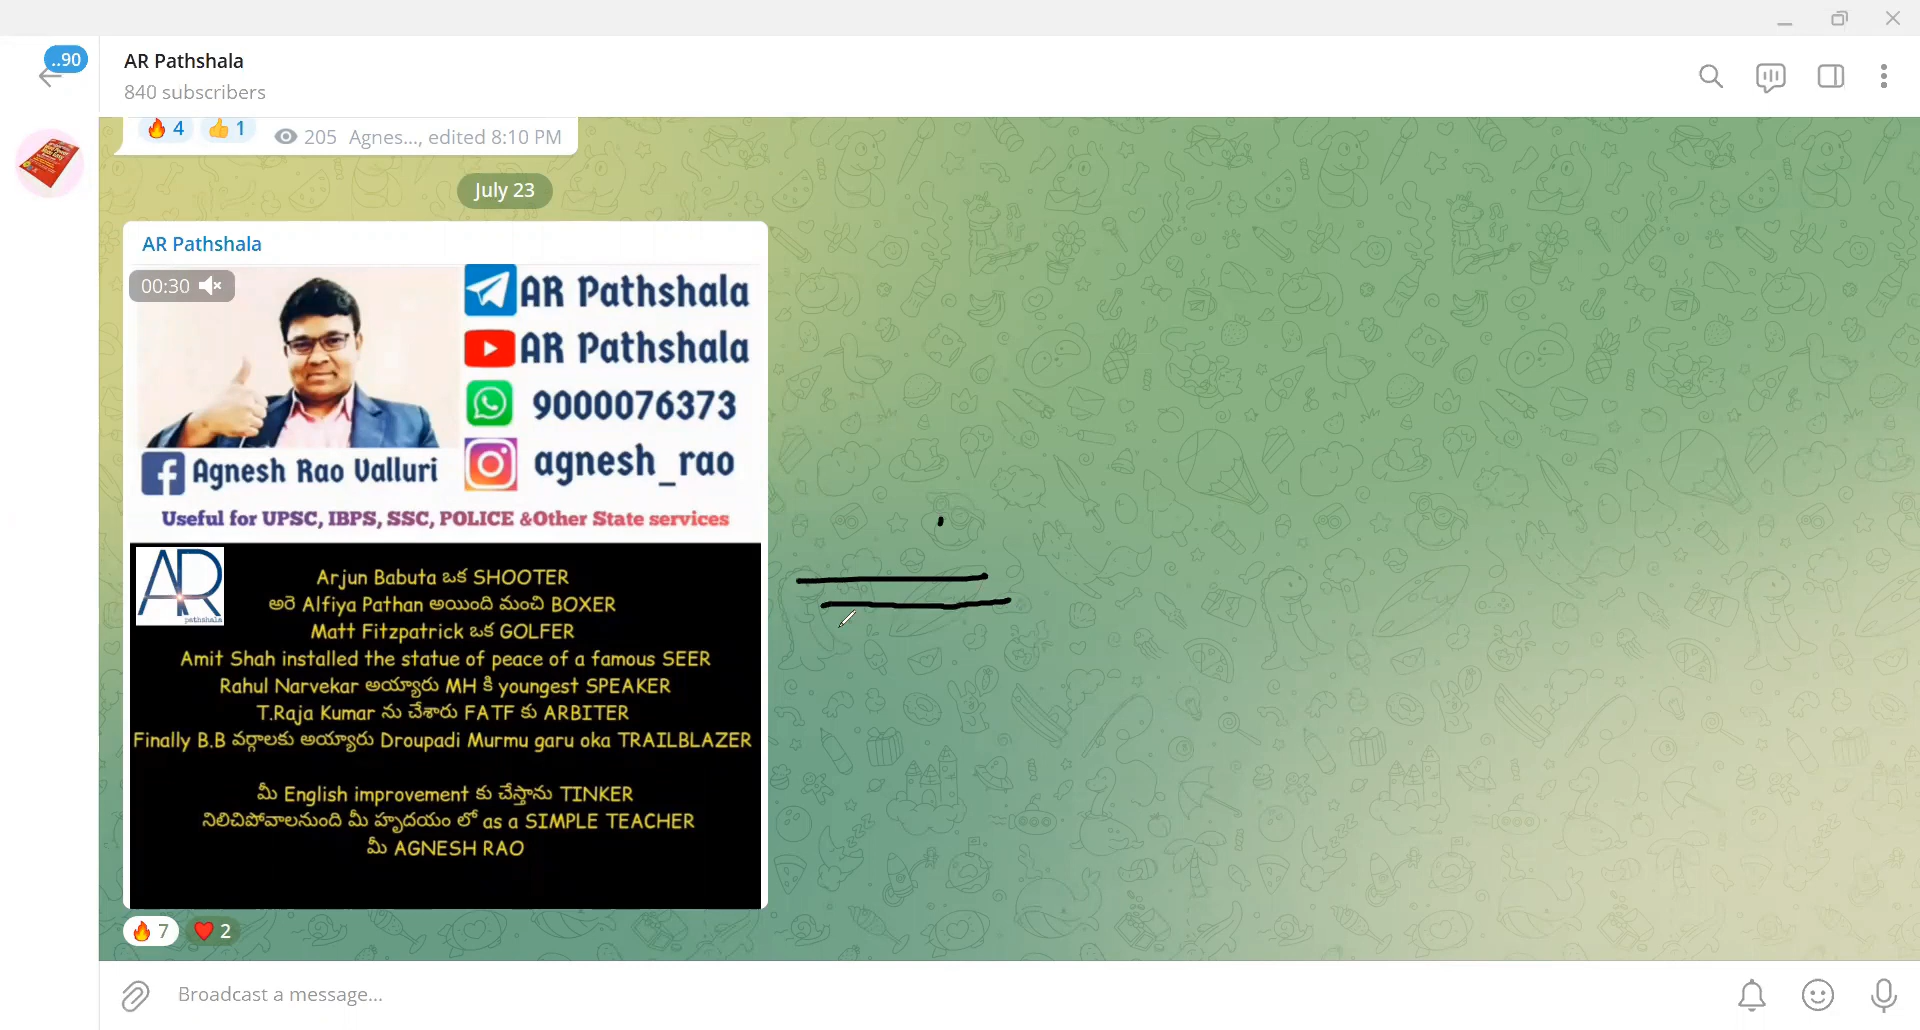 ..90
AR Pathshala
840 subscribers
🔥 4 👍 1 205 Agnes..., edited 8:10 PM
July 23
AR Pathshala
00:30
AR Pathshala
AR Pathshala
9000076373
Agnesh Rao Valluri
agnesh_rao
Useful for UPSC, IBPS, SSC, POLICE &Other State services
AR
pathshala
Arjun Babuta ఒక SHOOTER
అరె Alfiya Pathan అయింది మంచి BOXER
Matt Fitzpatrick ఒక GOLFER
Amit Shah installed the statue of peace of a famous SEER
Rahul Narvekar అయ్యారు MH కి youngest SPEAKER
T.Raja Kumar ను చేశారు FATF కు ARBITER
Finally B.B వర్గాలకు అయ్యారు Droupadi Murmu garu oka TRAILBLAZER
మీ English improvement కు చేస్తాను TINKER
నిలిచిపోవాలనుంది మీ హృదయం లో as a SIMPLE TEACHER
మీ AGNESH RAO
🔥 7 ❤️ 2
Broadcast a message...